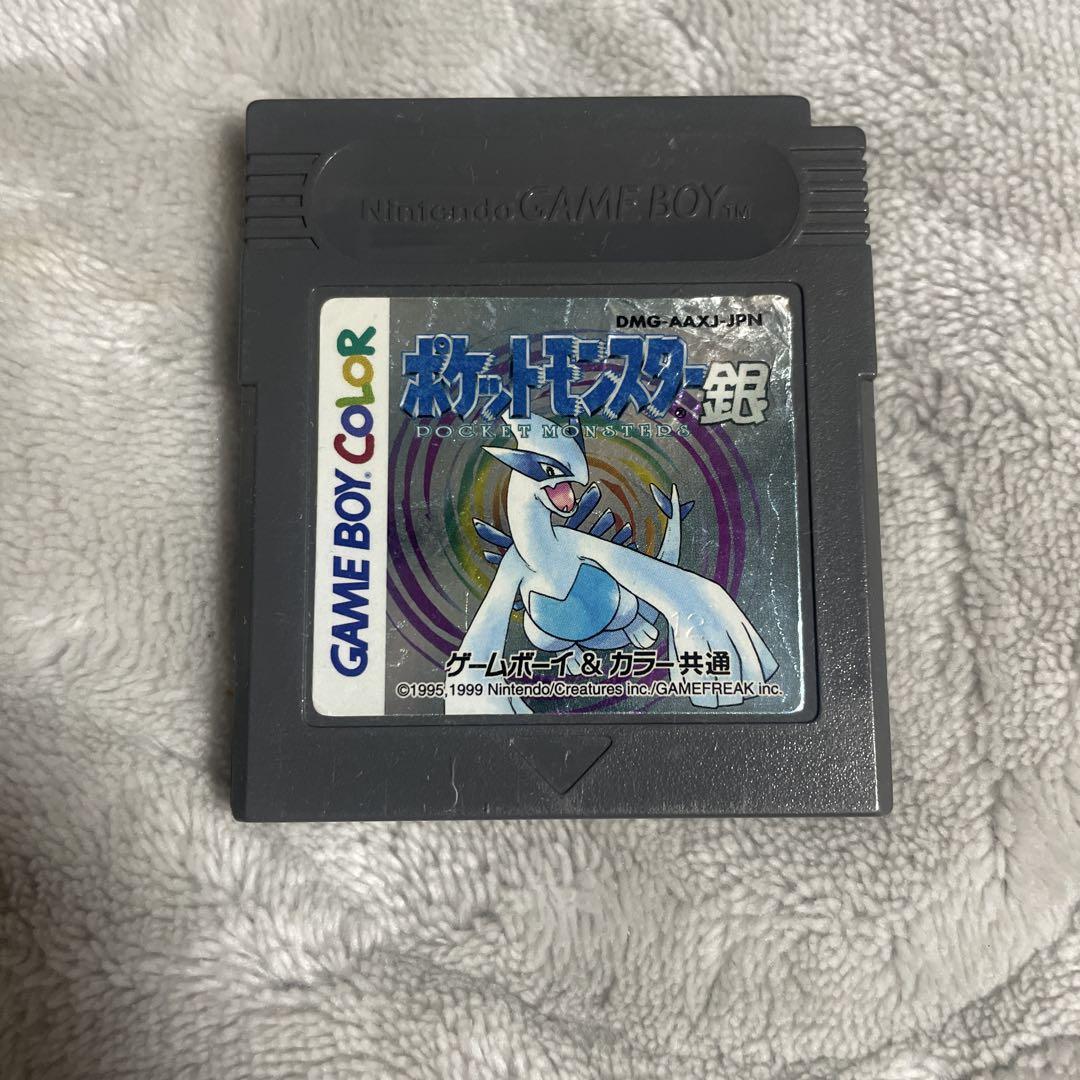 Nintendo GAME BOY™
DMG-AAXJ-JPN
ポケットモンスター銀
POCKET MONSTERS®
GAME BOY COLOR
ゲームボーイ & カラー共通
©1995,1999 Nintendo/Creatures inc./GAMEFREAK inc.